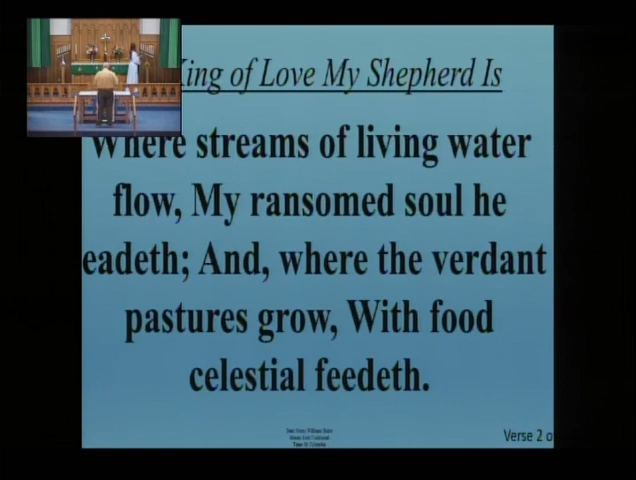 King of Love My Shepherd Is
Where streams of living water
flow, My ransomed soul he
eadeth; And, where the verdant
pastures grow, With food
celestial feedeth.
Verse 2 o